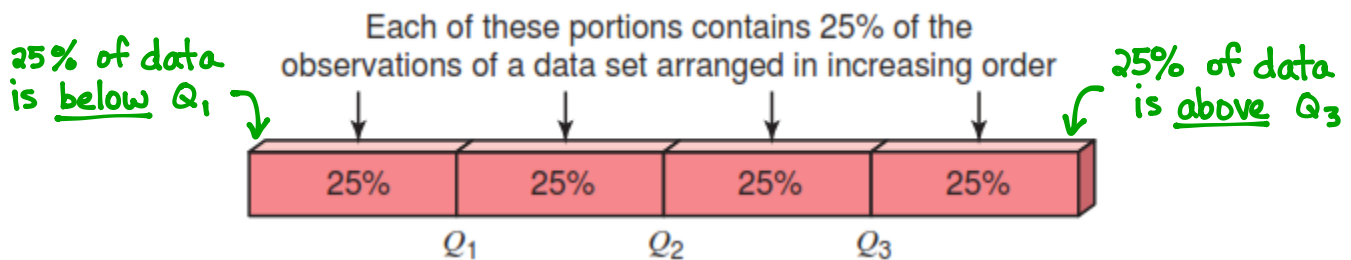 Each of these portions contains 25% of the
observations of a data set arranged in increasing order
25% of data
is below Q₁
25% of data
is above Q₃
25% 25% 25% 25%
Q₁ Q₂ Q₃